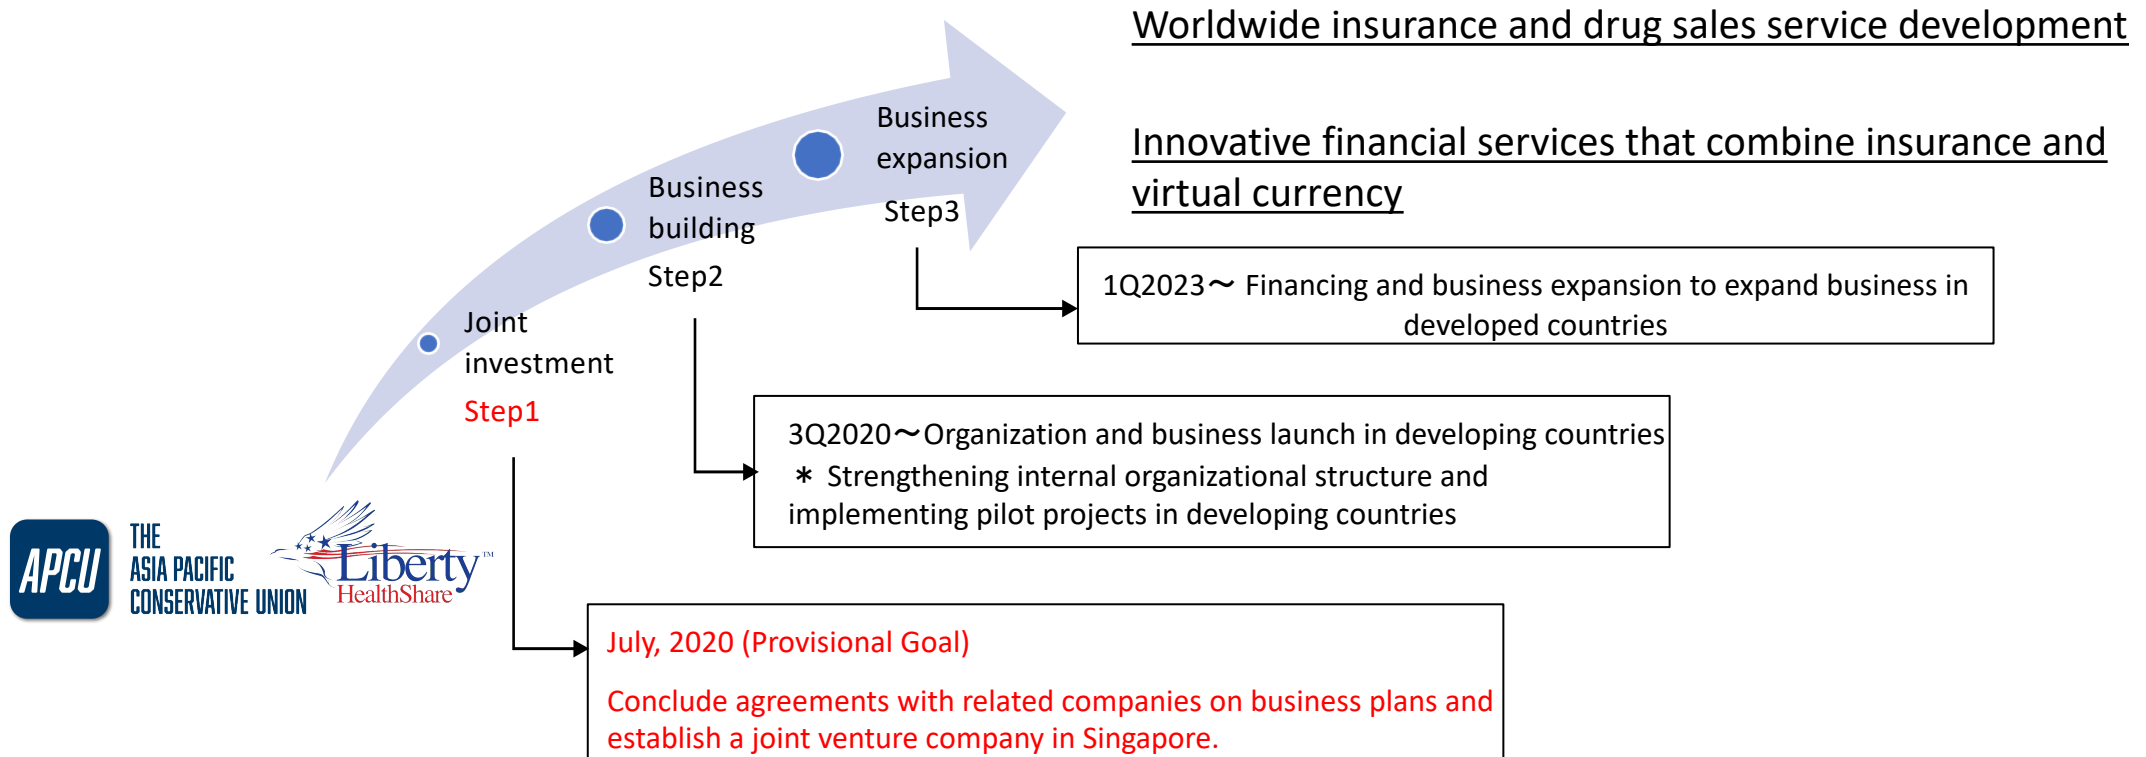 Worldwide insurance and drug sales service development
Innovative financial services that combine insurance and
virtual currency
Business
expansion
Step3
Business
building
Step2
Joint
investment
Step1
1Q2023～ Financing and business expansion to expand business in
developed countries
3Q2020～Organization and business launch in developing countries
＊ Strengthening internal organizational structure and
implementing pilot projects in developing countries
APCU
THE
ASIA PACIFIC
CONSERVATIVE UNION
Liberty™
HealthShare
July, 2020 (Provisional Goal)
Conclude agreements with related companies on business plans and
establish a joint venture company in Singapore.